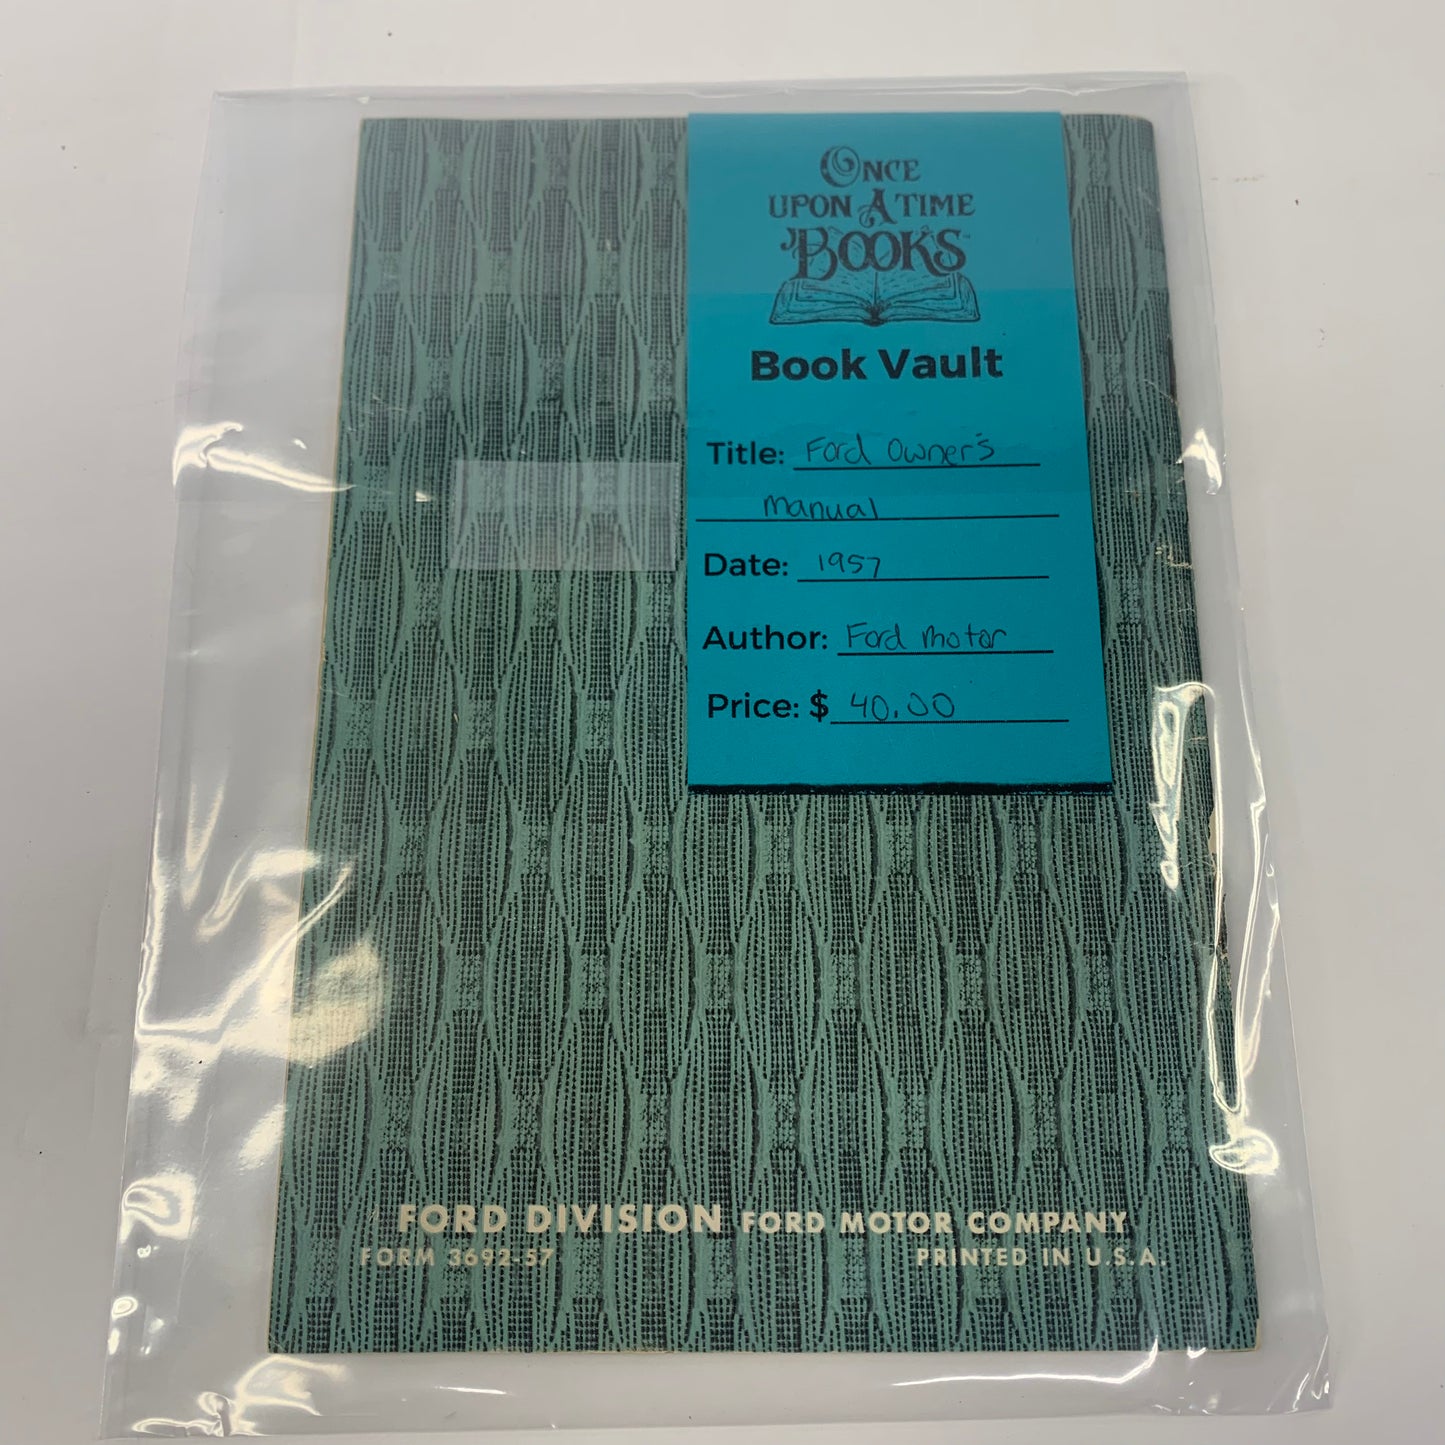 ONCE
UPON A TIME
BOOKS™
Book Vault
Title: Ford Owner's
manual
Date: 1957
Author: Ford motor
Price: $ 40.00
FORD DIVISION FORD MOTOR COMPANY
FORM 3692-57 PRINTED IN U.S.A.